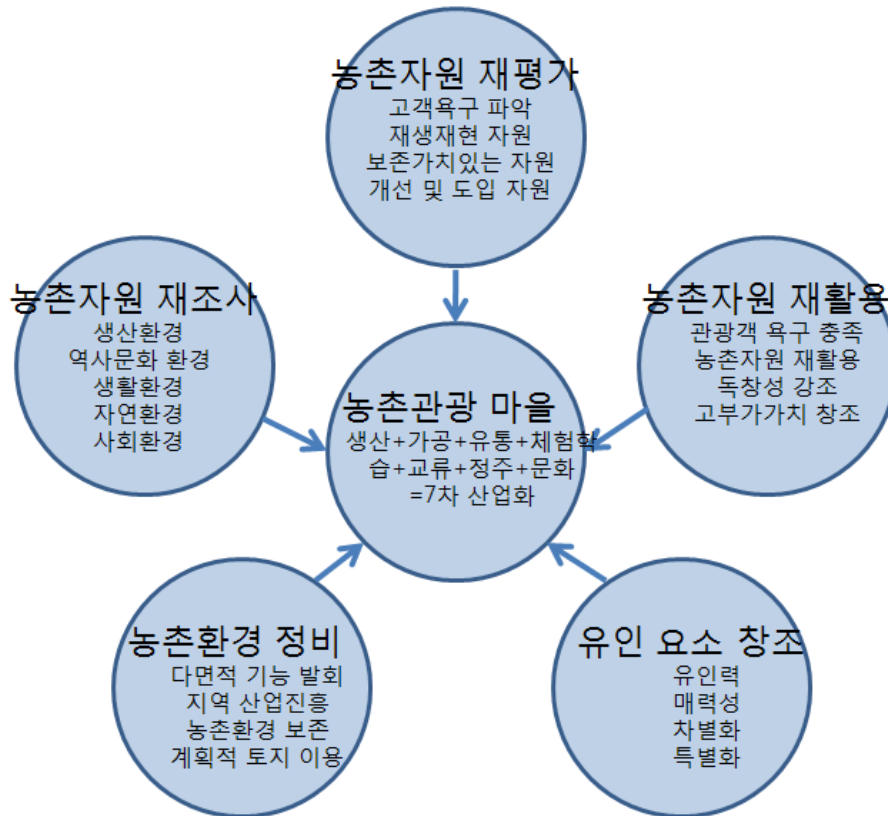 농촌자원 재평가
고객욕구 파악
재생재현 자원
보존가치있는 자원
개선 및 도입 자원
농촌자원 재조사
생산환경
역사문화 환경
생활환경
자연환경
사회환경
농촌자원 재활용
관광객 욕구 충족
농촌자원 재활용
독창성 강조
고부가가치 창조
농촌관광 마을
생산+가공+유통+체험학
습+교류+정주+문화
=7차 산업화
농촌환경 정비
다면적 기능 발회
지역 산업진흥
농촌환경 보존
계획적 토지 이용
유인 요소 창조
유인력
매력성
차별화
특별화